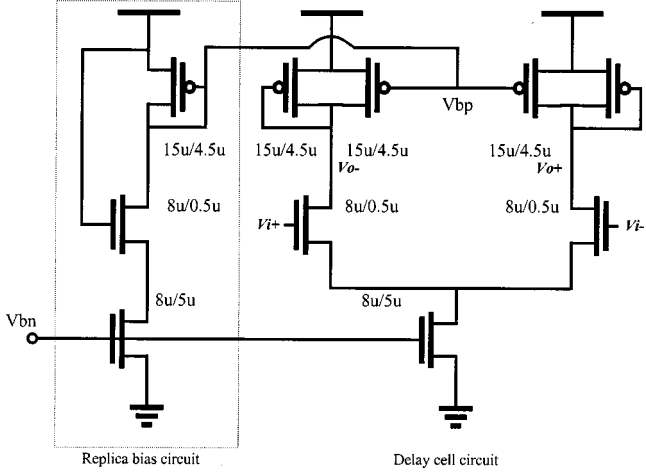 Vbp
15u/4.5u
15u/4.5u
15u/4.5u
15u/4.5u
Vo-
Vo+
8u/0.5u
8u/0.5u
8u/0.5u
Vi+
Vi-
8u/5u
8u/5u
Vbn
Replica bias circuit
Delay cell circuit